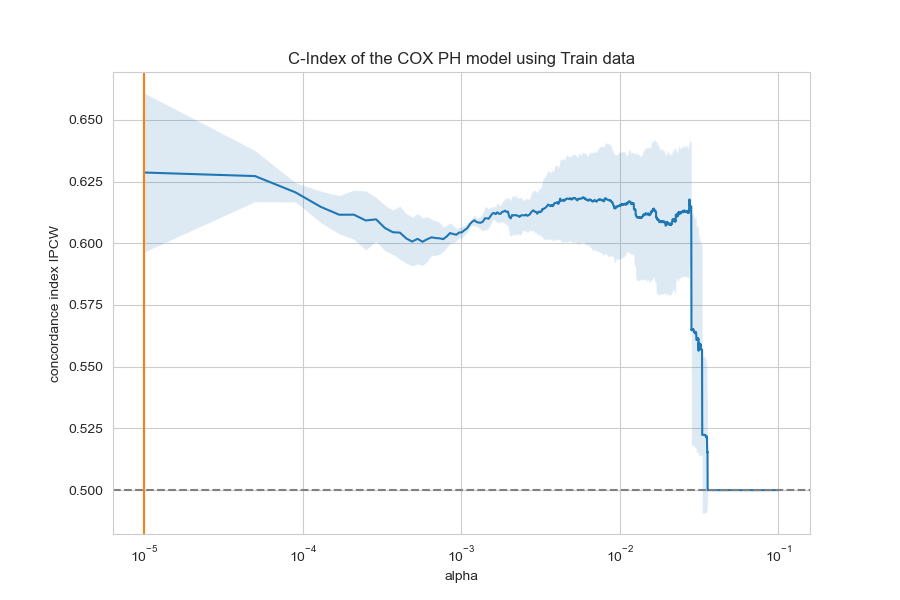 C-Index of the COX PH model using Train data
concordance index IPCW
0.650
0.625
0.600
0.575
0.550
0.525
0.500
10⁻⁵ 10⁻⁴ 10⁻³ 10⁻² 10⁻¹
alpha